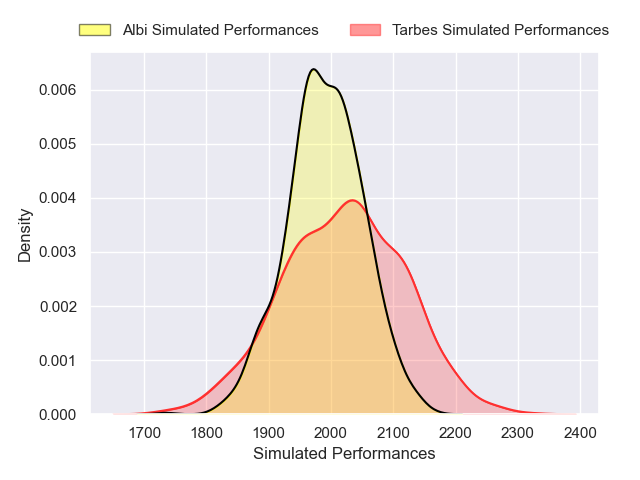 Albi Simulated Performances Tarbes Simulated Performances
0.006
0.005
0.004
0.003
0.002
0.001
0.000
Density
1700 1800 1900 2000 2100 2200 2300 2400
Simulated Performances